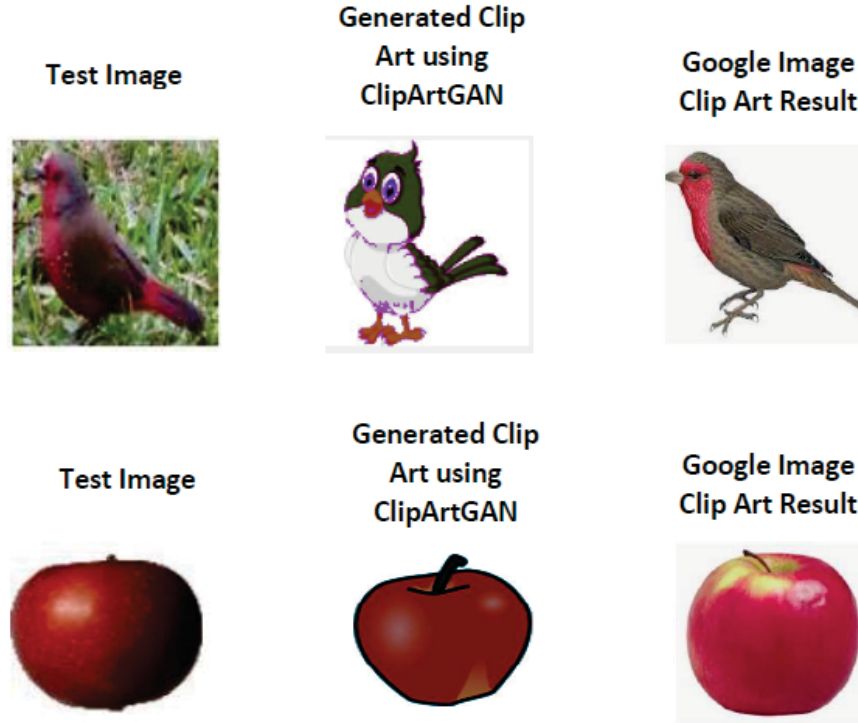 Test Image
Generated Clip
Art using
ClipArtGAN
Google Image
Clip Art Result
Test Image
Generated Clip
Art using
ClipArtGAN
Google Image
Clip Art Result